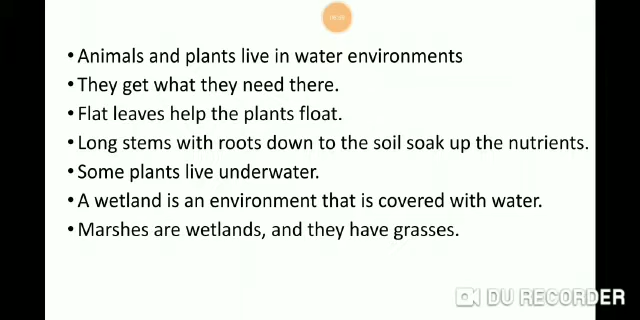 • Animals and plants live in water environments
• They get what they need there.
• Flat leaves help the plants float.
• Long stems with roots down to the soil soak up the nutrients.
• Some plants live underwater.
• A wetland is an environment that is covered with water.
• Marshes are wetlands, and they have grasses.
DU RECORDER